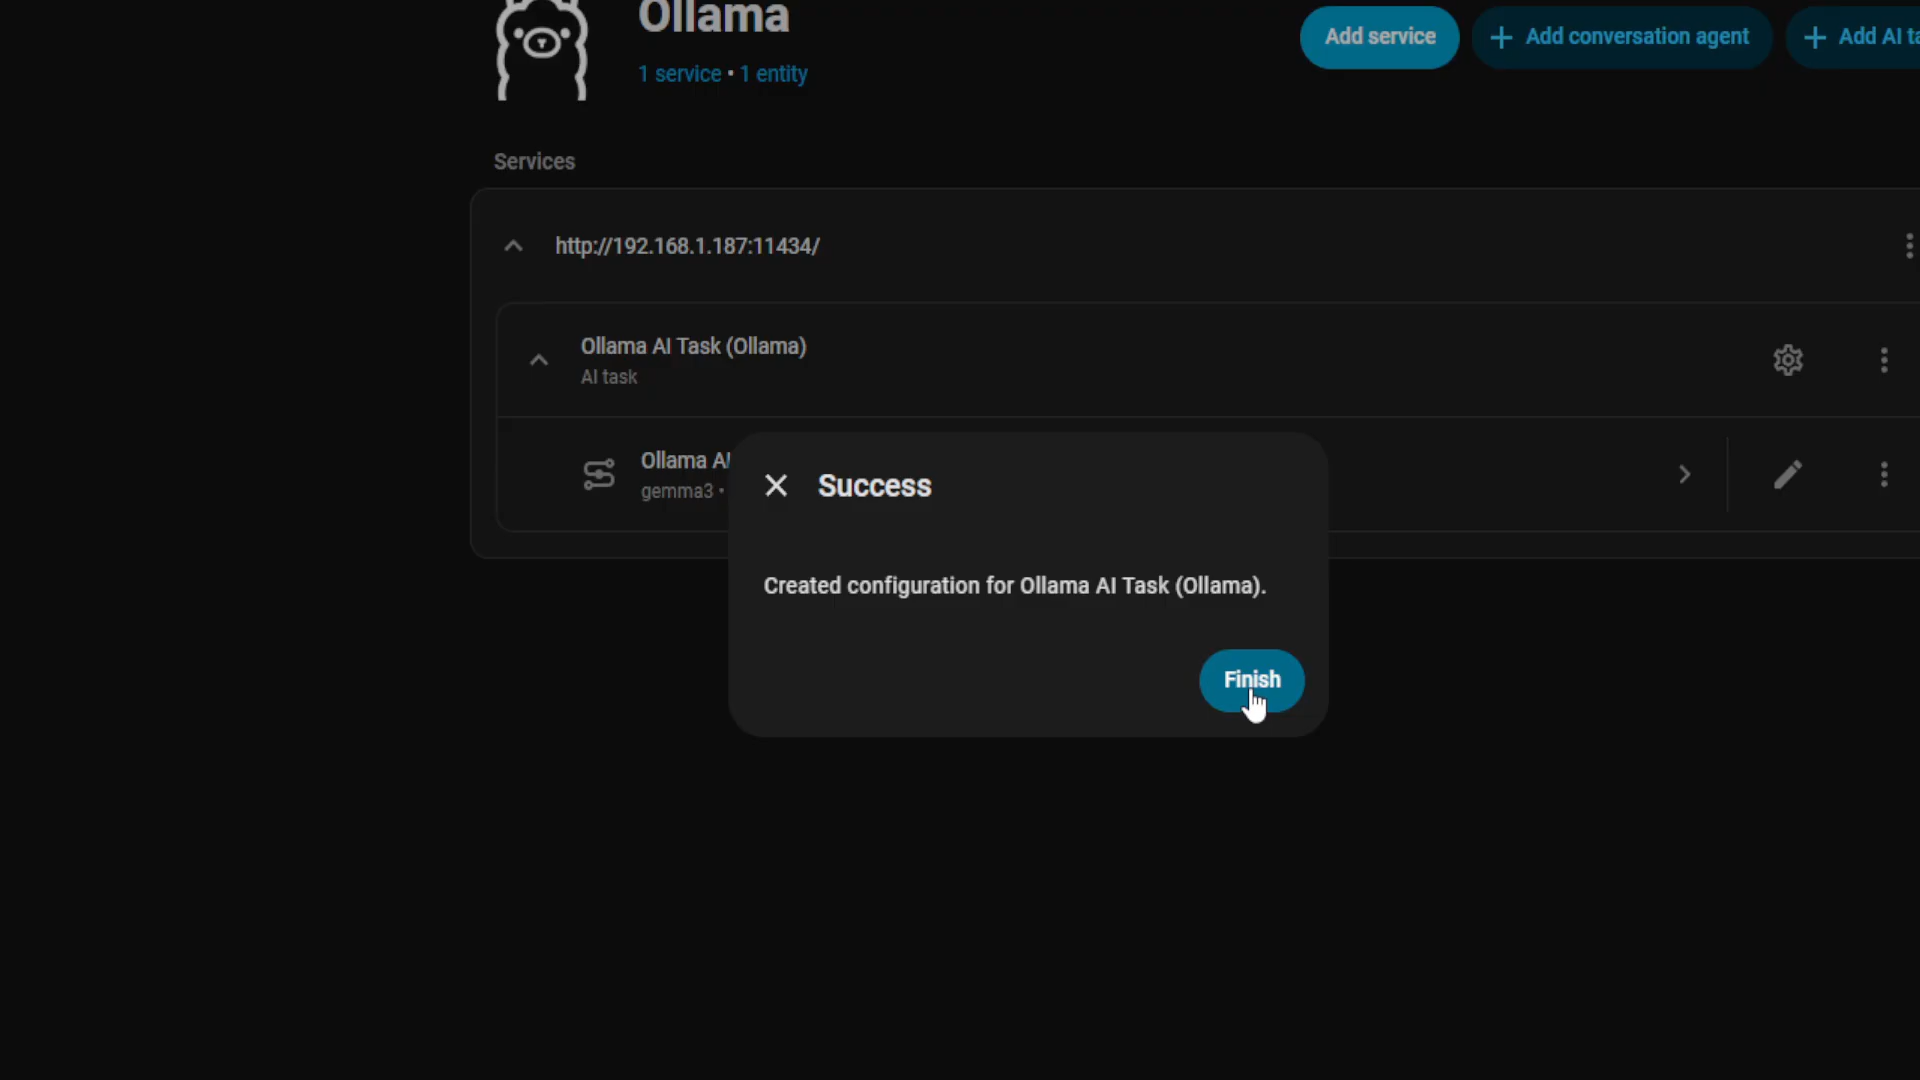 Ollama
1 service • 1 entity
Add service
Add conversation agent
Add AI
Services
http://192.168.1.187:11434/
Ollama AI Task (Ollama)
AI task
Ollama AI
gemma3 •
Success
Created configuration for Ollama AI Task (Ollama).
Finish